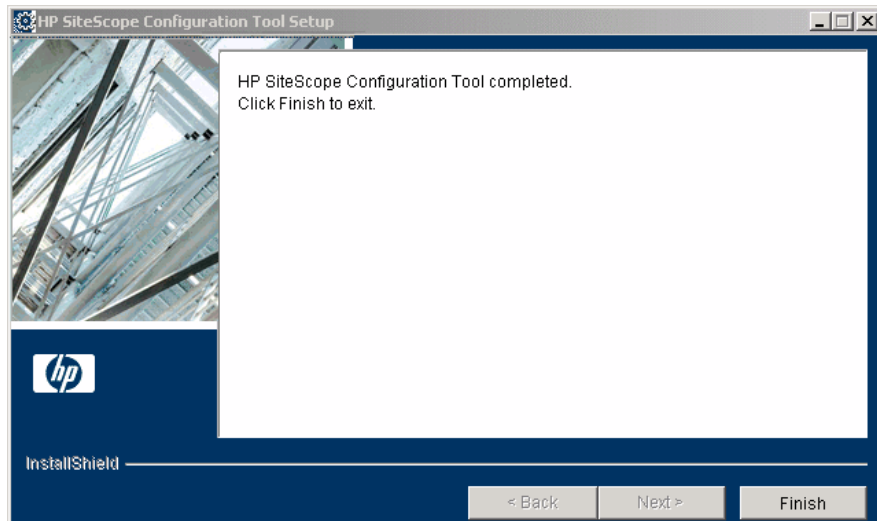 HP SiteScope Configuration Tool Setup
HP SiteScope Configuration Tool completed.
Click Finish to exit.
hp
InstallShield
< Back
Next >
Finish